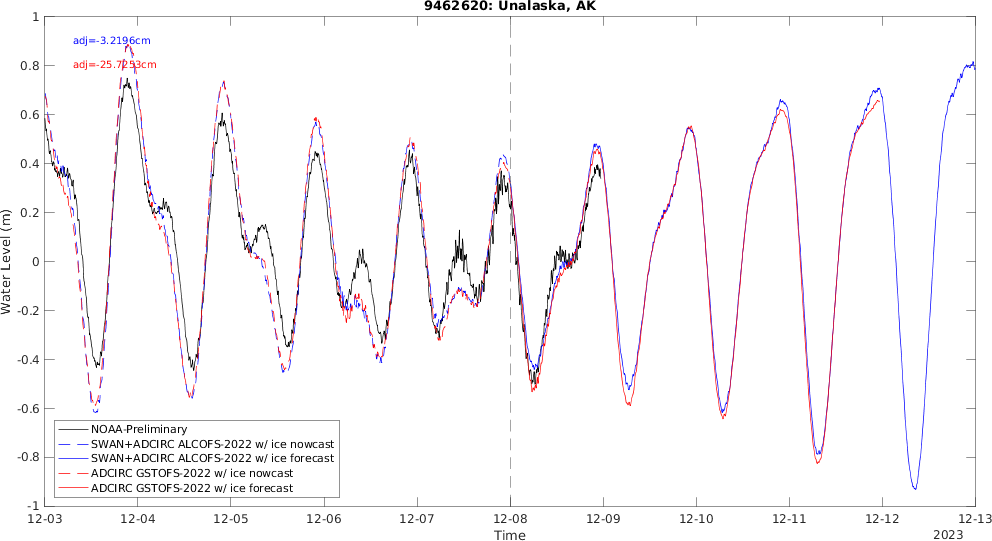 9462620: Unalaska, AK
adj=-3.2196cm
adj=-25.7253cm
1
0.8
0.6
0.4
0.2
0
-0.2
-0.4
-0.6
-0.8
-1
Water Level (m)
NOAA-Preliminary
SWAN+ADCIRC ALCOFS-2022 w/ ice nowcast
SWAN+ADCIRC ALCOFS-2022 w/ ice forecast
ADCIRC GSTOFS-2022 w/ ice nowcast
ADCIRC GSTOFS-2022 w/ ice forecast
12-03 12-04 12-05 12-06 12-07 12-08 12-09 12-10 12-11 12-12 12-13
Time
2023